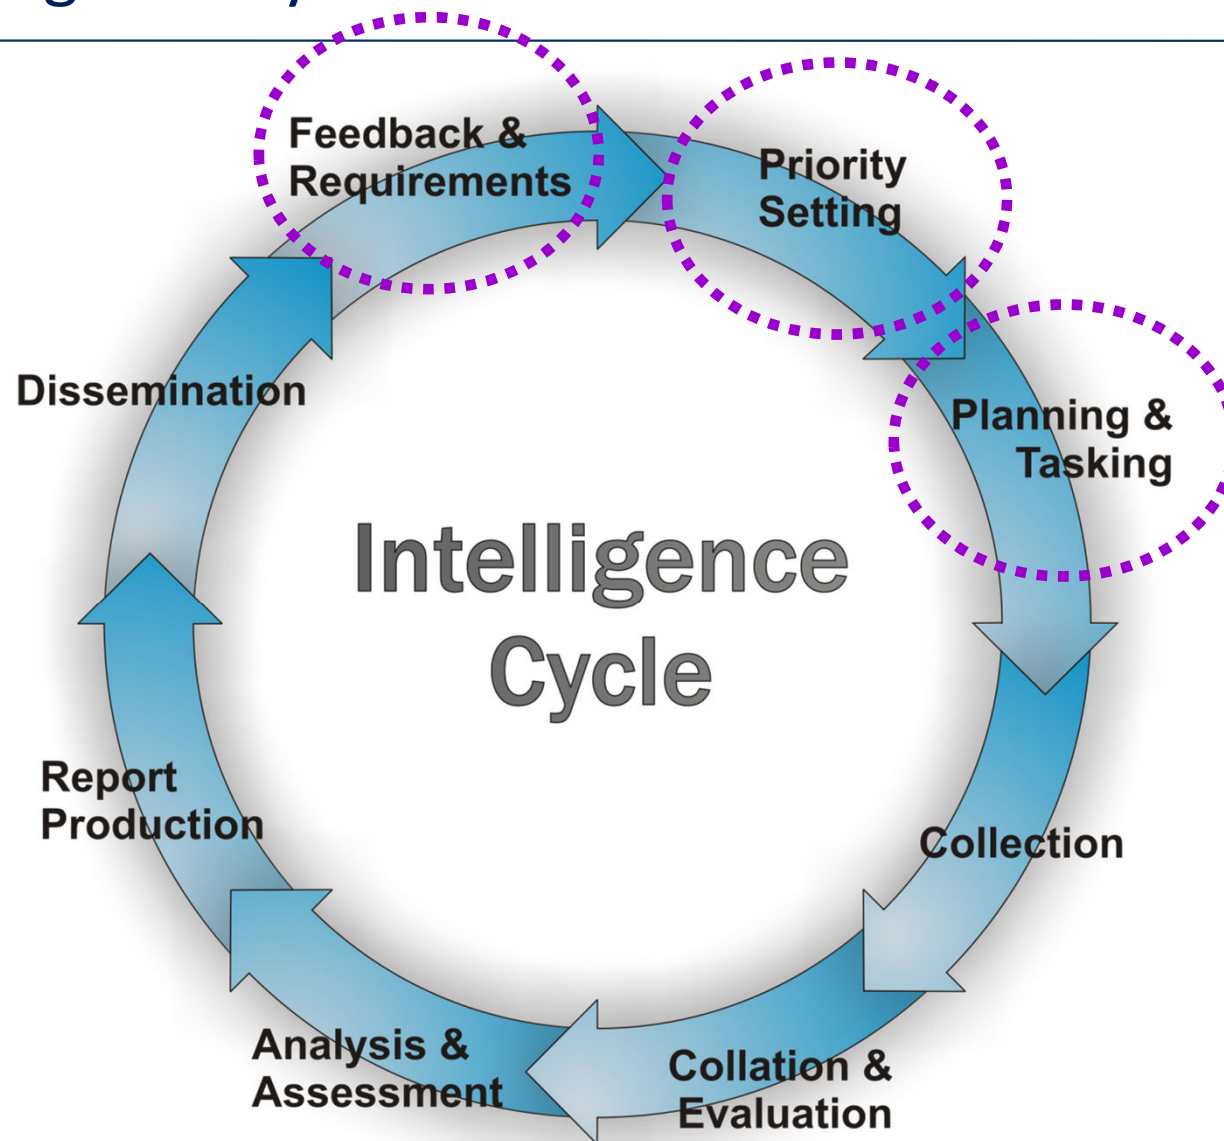 Feedback &
Requirements
Priority
Setting
Planning &
Tasking
Collection
Collation &
Evaluation
Analysis &
Assessment
Report
Production
Dissemination
Intelligence
Cycle